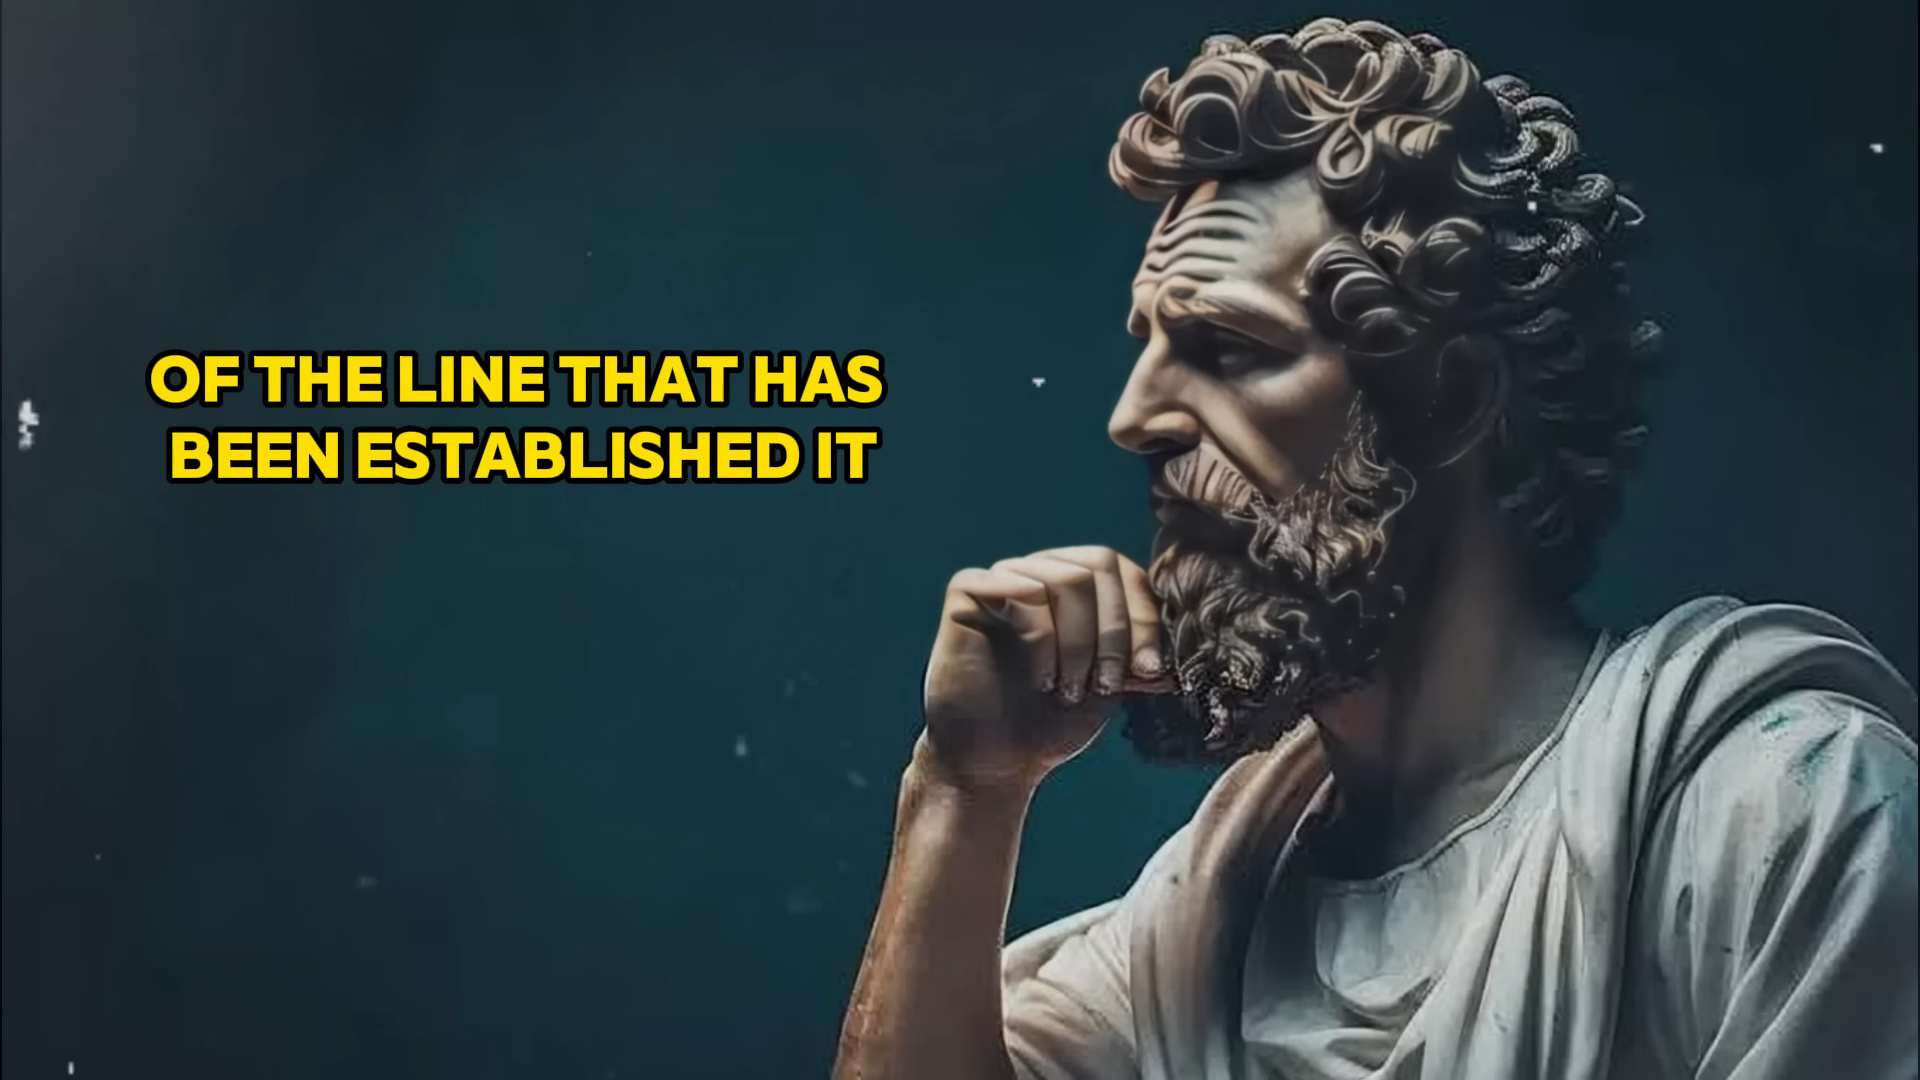 OF THE LINE THAT HAS
BEEN ESTABLISHED IT